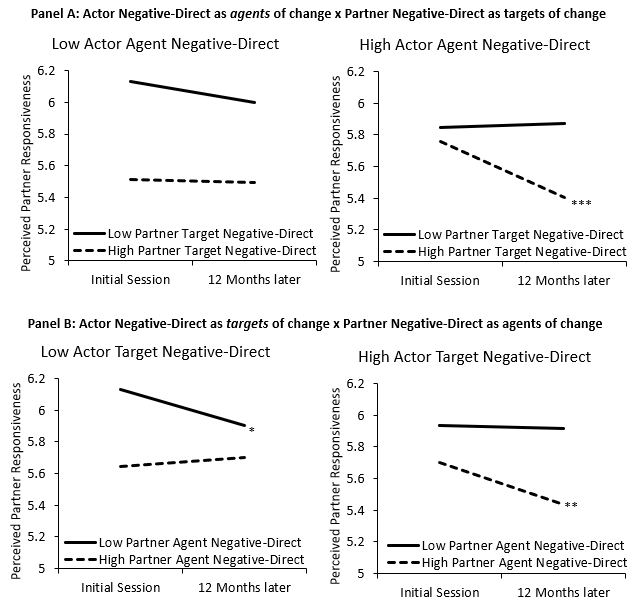 Panel A: Actor Negative-Direct as agents of change x Partner Negative-Direct as targets of change
Low Actor Agent Negative-Direct
Perceived Partner Responsiveness
6.2
6
5.8
5.6
5.4
5.2
5
Low Partner Target Negative-Direct
High Partner Target Negative-Direct
Initial Session
12 Months later
High Actor Agent Negative-Direct
Perceived Partner Responsiveness
6.2
6
5.8
5.6
5.4
5.2
5
***
Low Partner Target Negative-Direct
High Partner Target Negative-Direct
Initial Session
12 Months later
Panel B: Actor Negative-Direct as targets of change x Partner Negative-Direct as agents of change
Low Actor Target Negative-Direct
Perceived Partner Responsiveness
6.2
6
5.8
5.6
5.4
5.2
5
*
Low Partner Agent Negative-Direct
High Partner Agent Negative-Direct
Initial Session
12 Months later
High Actor Target Negative-Direct
Perceived Partner Responsiveness
6.2
6
5.8
5.6
5.4
5.2
5
**
Low Partner Agent Negative-Direct
High Partner Agent Negative-Direct
Initial Session
12 Months later